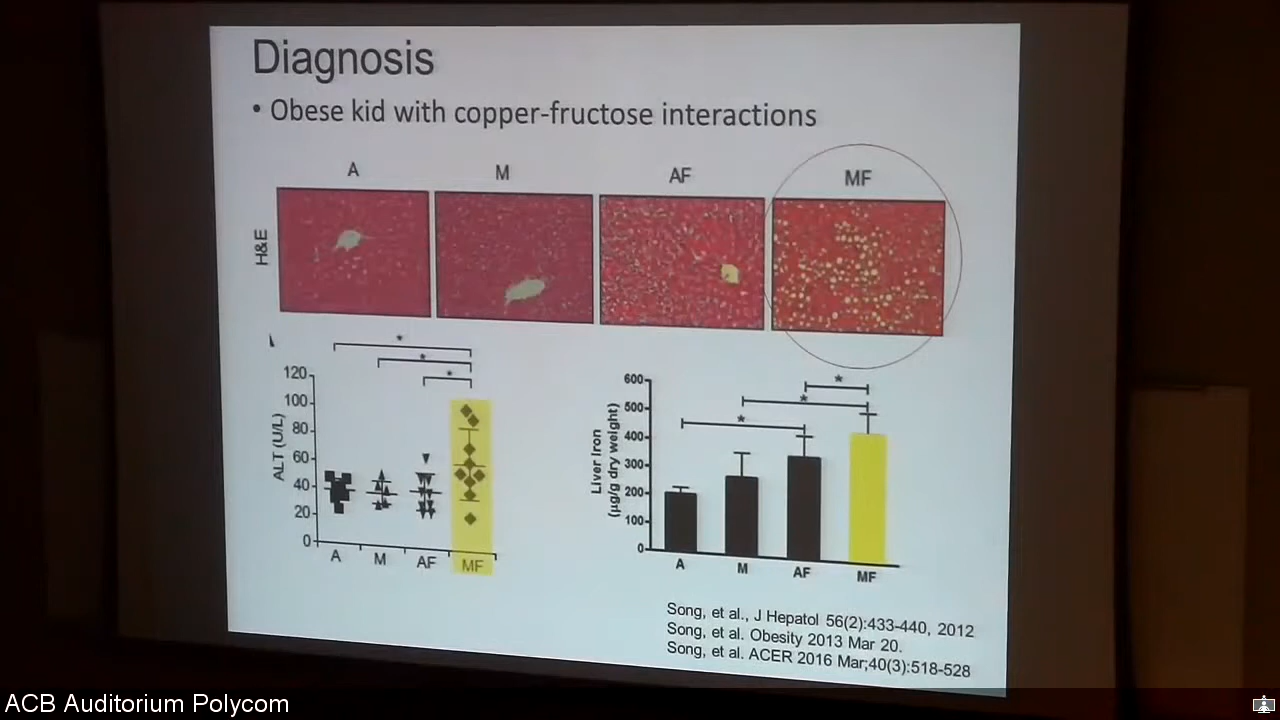 Diagnosis
• Obese kid with copper-fructose interactions
A M AF MF
H&E
* * *
ALT (U/L)
120
100
80
60
40
20
0
A M AF MF
* * *
Liver Iron
(µg/g dry weight)
600
500
400
300
200
100
0
A M AF MF
Song, et al., J Hepatol 56(2):433-440, 2012
Song, et al. Obesity 2013 Mar 20.
Song, et al. ACER 2016 Mar;40(3):518-528
ACB Auditorium Polycom